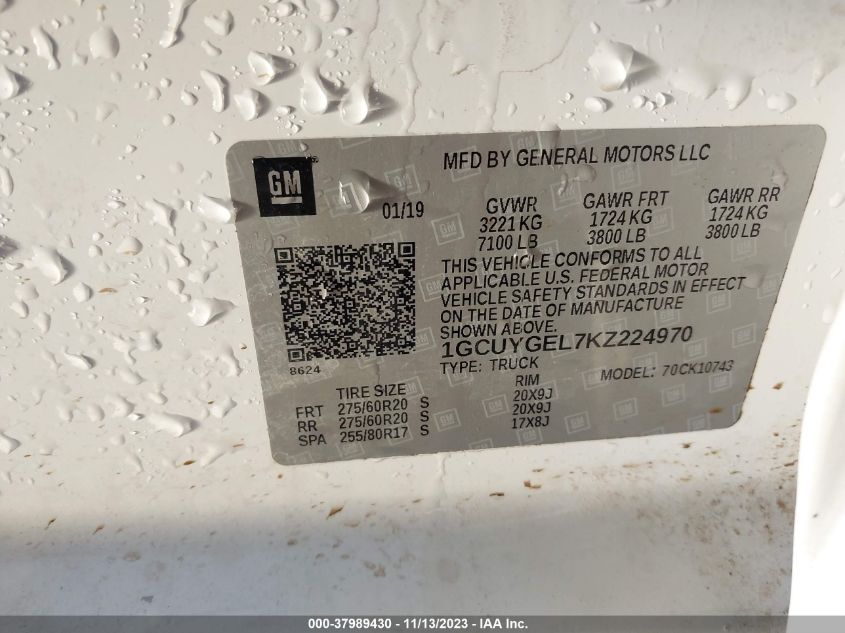 MFD BY GENERAL MOTORS LLC
GM
01/19
GVWR GAWR FRT GAWR RR
3221 KG 1724 KG 1724 KG
7100 LB 3800 LB 3800 LB
THIS VEHICLE CONFORMS TO ALL
APPLICABLE U.S. FEDERAL MOTOR
VEHICLE SAFETY STANDARDS IN EFFECT
ON THE DATE OF MANUFACTURE
SHOWN ABOVE.
1GCUYGEL7KZ224970
TYPE: TRUCK MODEL: 70CK10743
8624
TIRE SIZE RIM
FRT 275/60R20 S 20X9J
RR 275/60R20 S 20X9J
SPA 255/80R17 S 17X8J
000-37989430 - 11/13/2023 - IAA Inc.